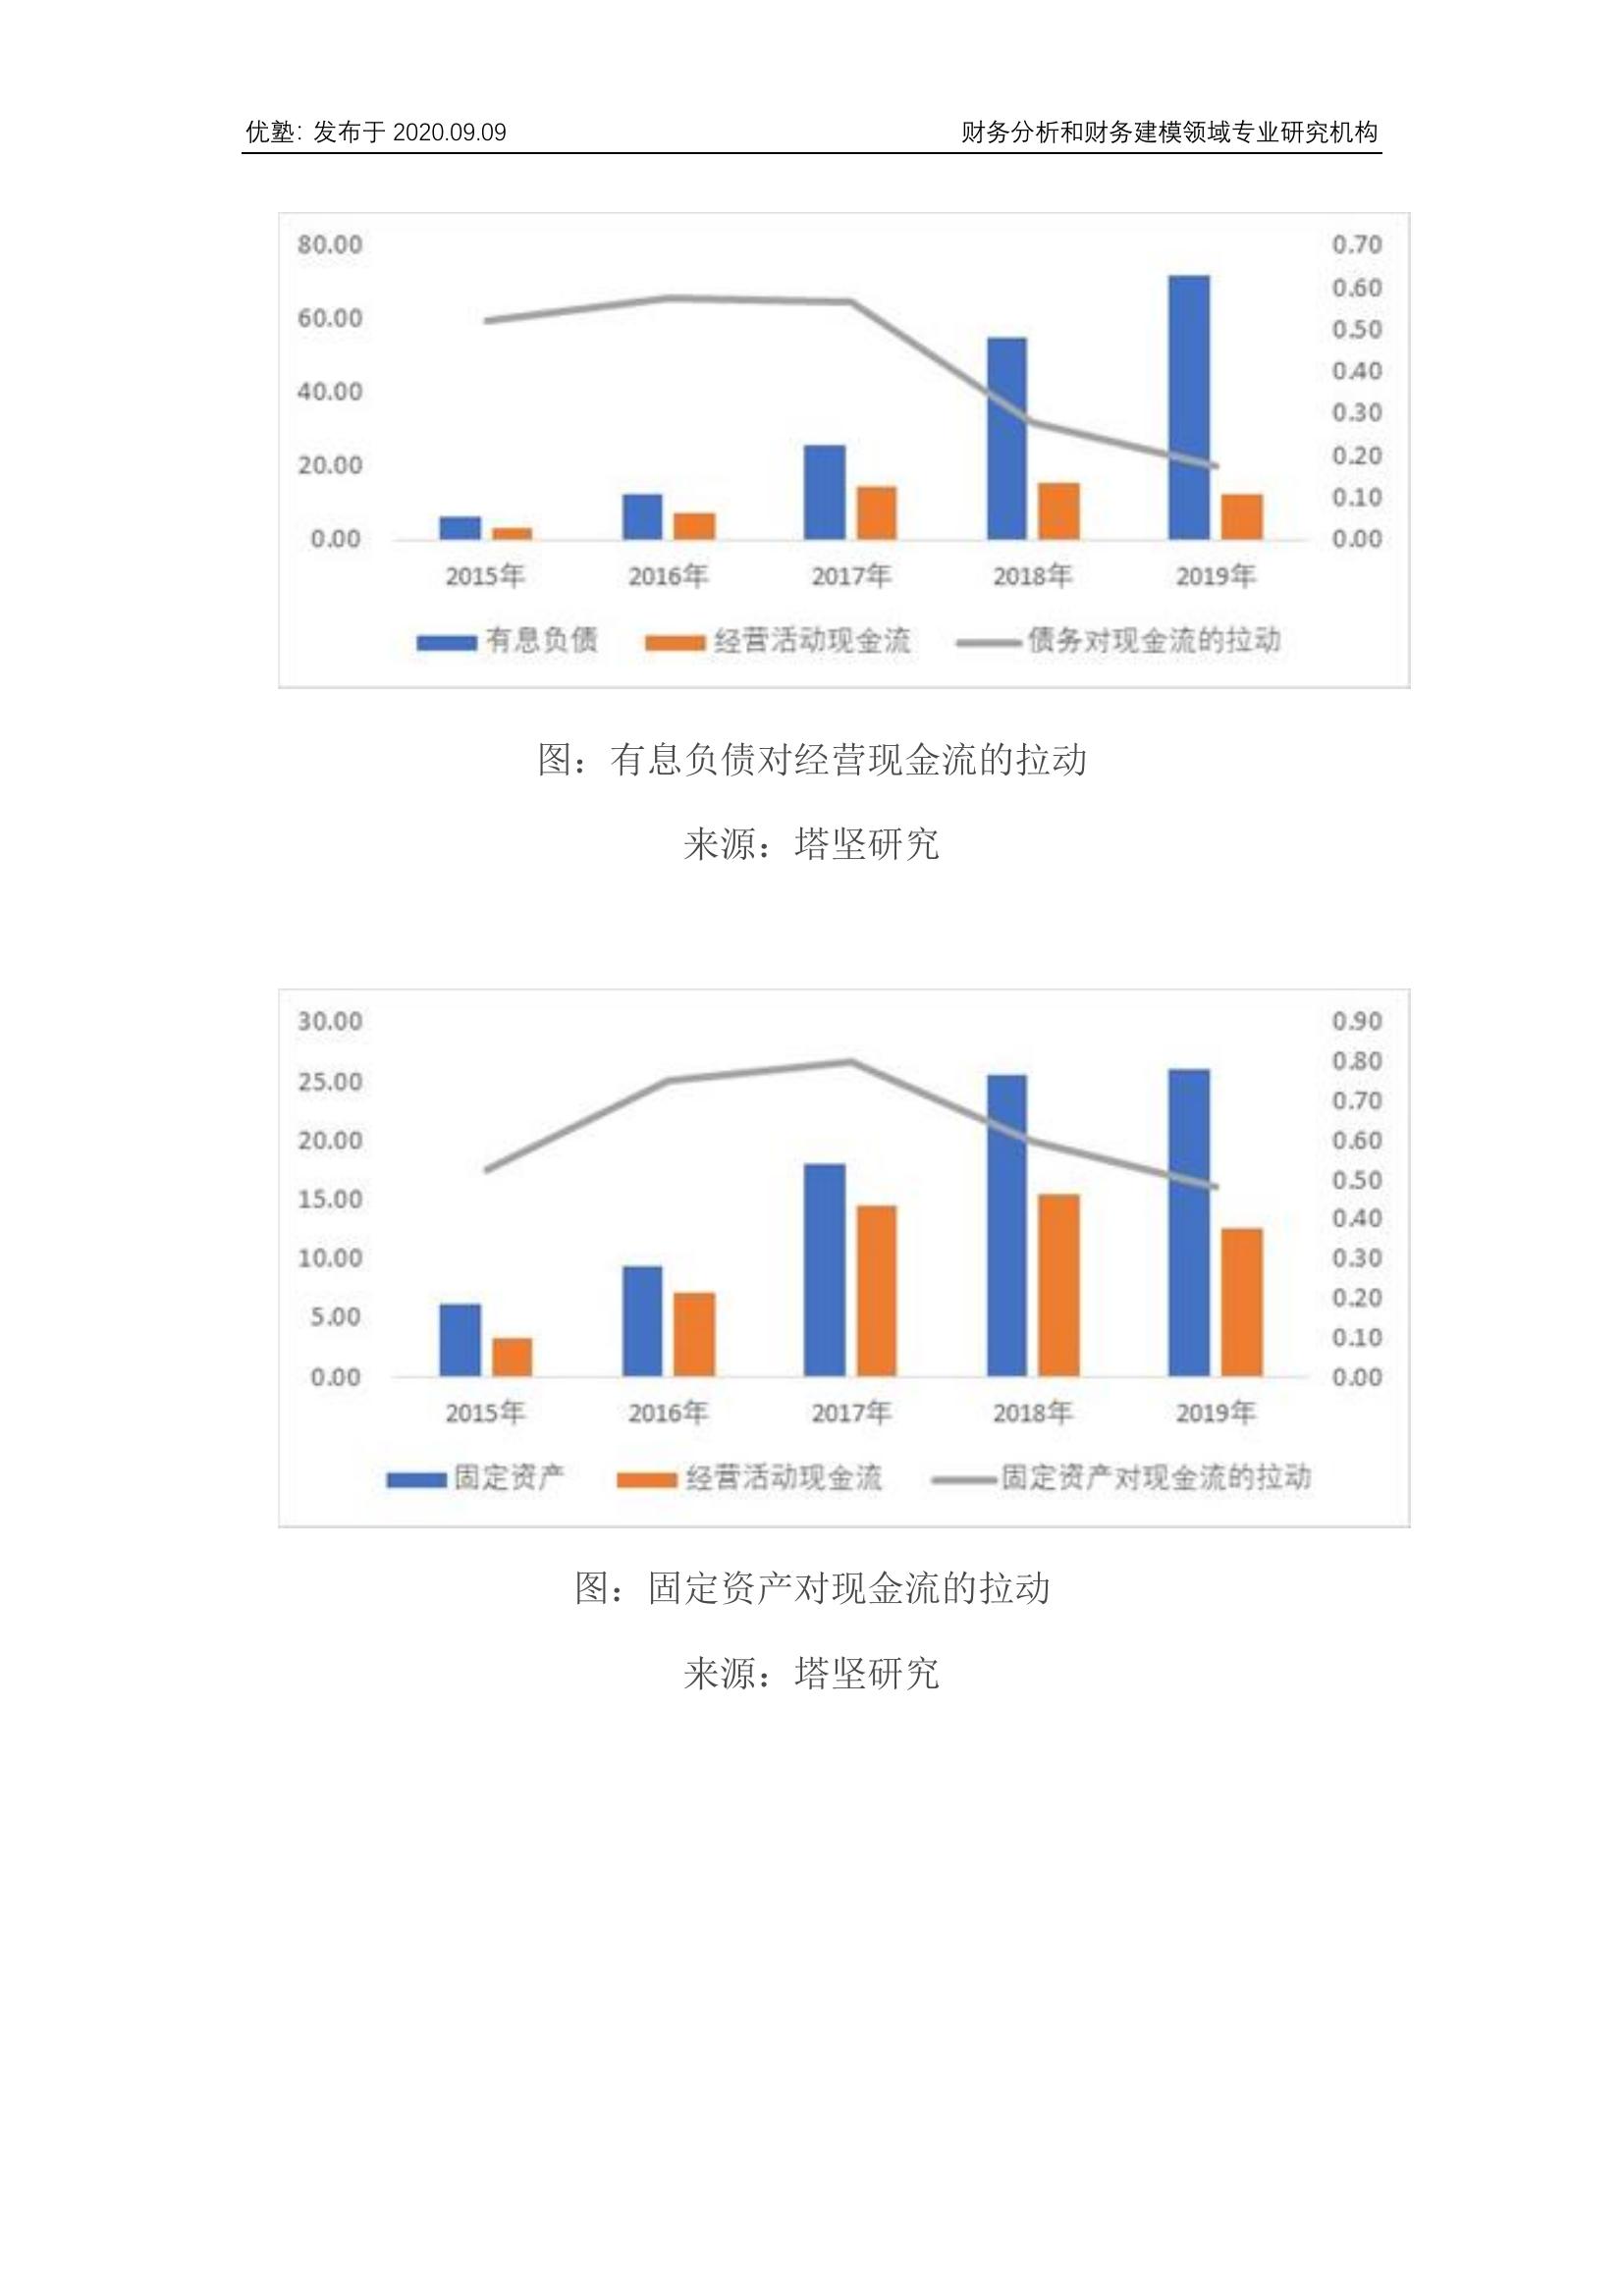 优塾：发布于 2020.09.09 财务分析和财务建模领域专业研究机构
80.00 0.70
0.60
60.00 0.50
0.40
40.00 0.30
20.00 0.20
0.10
0.00 0.00
2015年 2016年 2017年 2018年 2019年
有息负债 经营活动现金流 债务对现金流的拉动
图：有息负债对经营现金流的拉动
来源：塔坚研究
30.00 0.90
0.80
25.00 0.70
20.00 0.60
15.00 0.50
0.40
10.00 0.30
0.20
5.00 0.10
0.00 0.00
2015年 2016年 2017年 2018年 2019年
固定资产 经营活动现金流 固定资产对现金流的拉动
图：固定资产对现金流的拉动
来源：塔坚研究